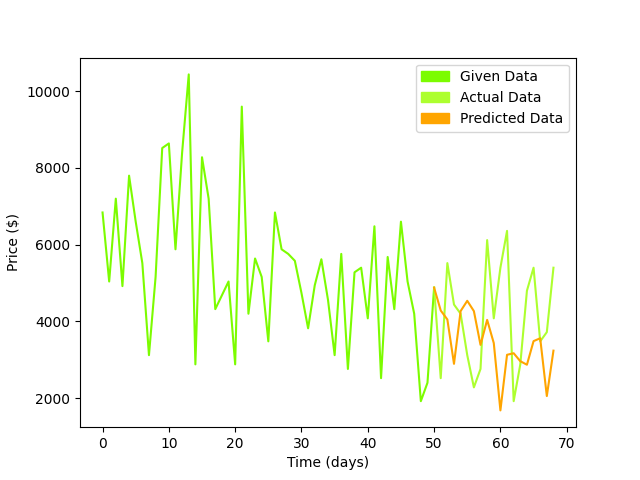 Given Data
Actual Data
Predicted Data
10000
8000
6000
4000
2000
Price ($)
0 10 20 30 40 50 60 70
Time (days)